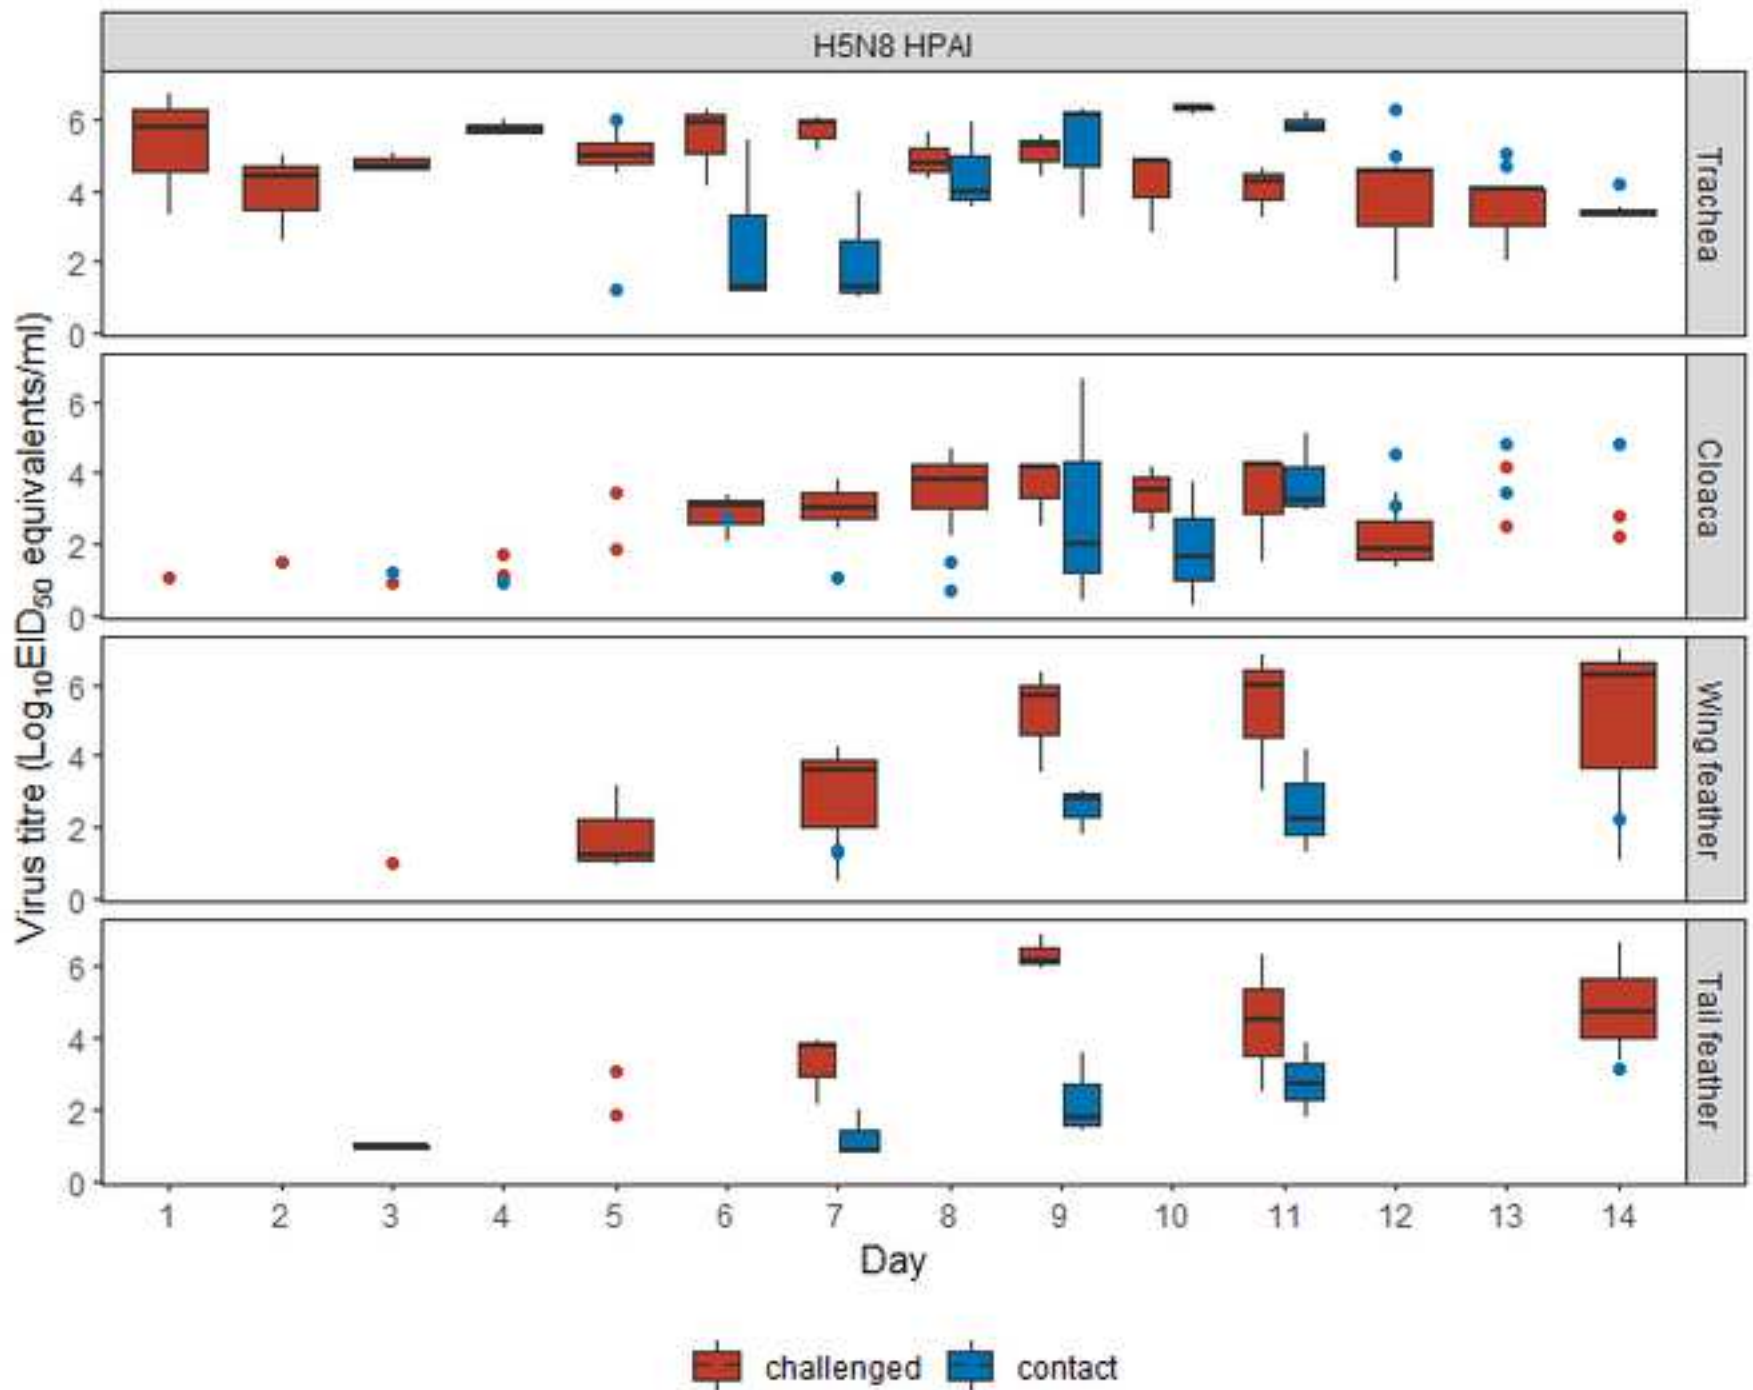 H5N8 HPAI
Virus titre (Log10EID50 equivalents/ml)
6
4
2
0
Trachea
6
4
2
0
Cloaca
6
4
2
0
Wing feather
6
4
2
0
Tail feather
1 2 3 4 5 6 7 8 9 10 11 12 13 14
Day
challenged contact